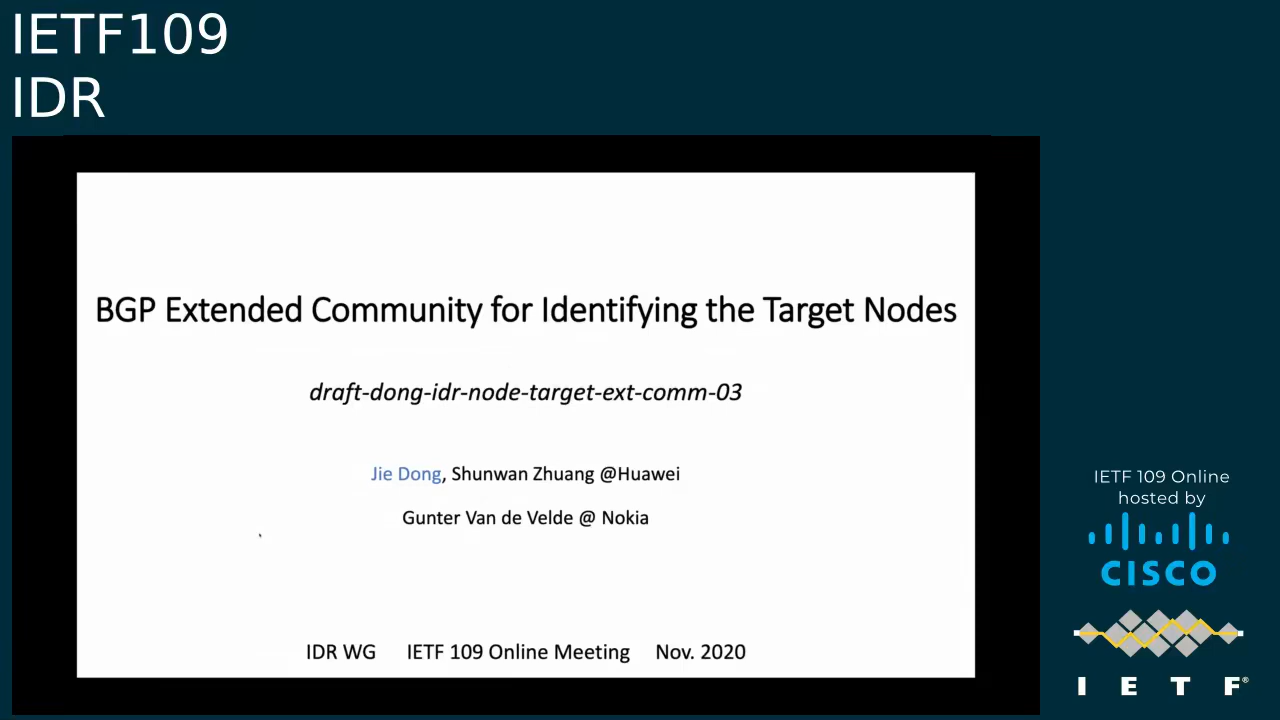 IETF109
IDR
BGP Extended Community for Identifying the Target Nodes
draft-dong-idr-node-target-ext-comm-03
Jie Dong, Shunwan Zhuang @Huawei
Gunter Van de Velde @ Nokia
IDR WG IETF 109 Online Meeting Nov. 2020
IETF 109 Online
hosted by
CISCO
I E T F®